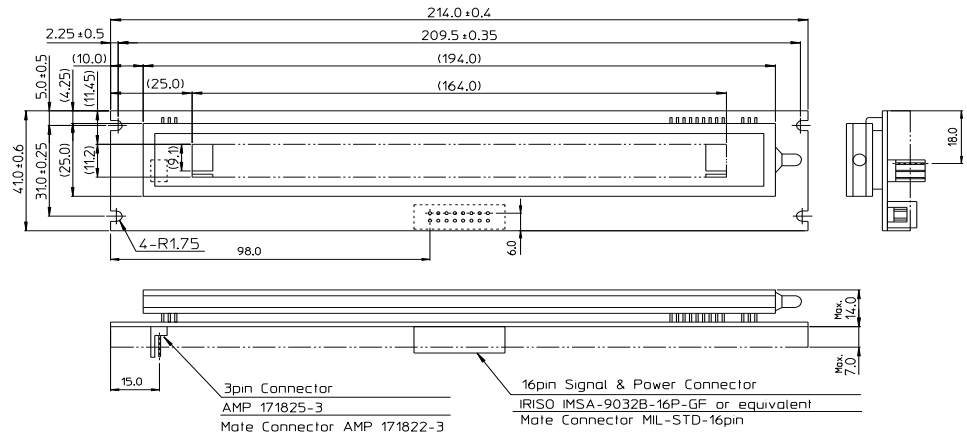 214.0±0.4
2.25±0.5
209.5±0.35
(10.0)
(194.0)
(25.0)
(164.0)
5.0±0.5
(4.25)
(11.45)
41.0±0.6
31.0±0.25
(25.0)
(11.2)
(9.1)
18.0
4-R1.75
98.0
6.0
Max.
14.0
Max.
7.0
15.0
3pin Connector
AMP 171825-3
Mate Connector AMP 171822-3
16pin Signal & Power Connector
IRISO IMSA-9032B-16P-GF or equivalent
Mate Connector MIL-STD-16pin